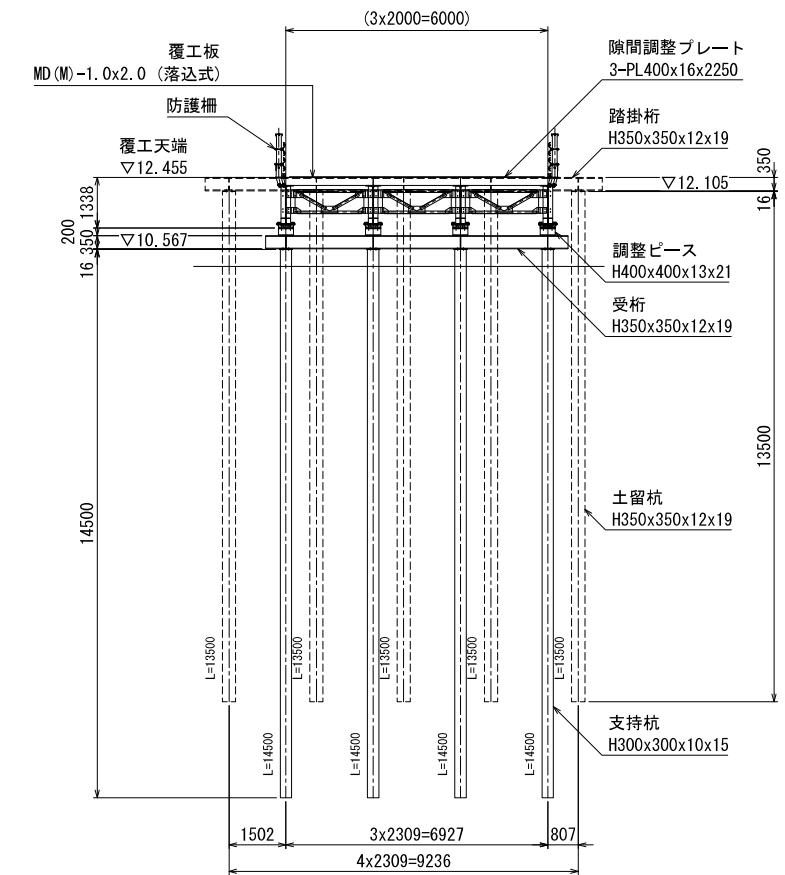 (3x2000=6000)
覆工板
MD(M)-1.0x2.0 (落込式)
防護柵
覆工天端
▽12.455
隙間調整プレート
3-PL400x16x2250
踏掛桁
H350x350x12x19
350
▽12.105
16
1338
200
350
▽10.567
16
調整ピース
H400x400x13x21
受桁
H350x350x12x19
13500
14500
土留杭
H350x350x12x19
L=13500
L=13500
L=13500
L=13500
L=13500
支持杭
H300x300x10x15
L=14500
L=14500
L=14500
L=14500
1502
3x2309=6927
807
4x2309=9236